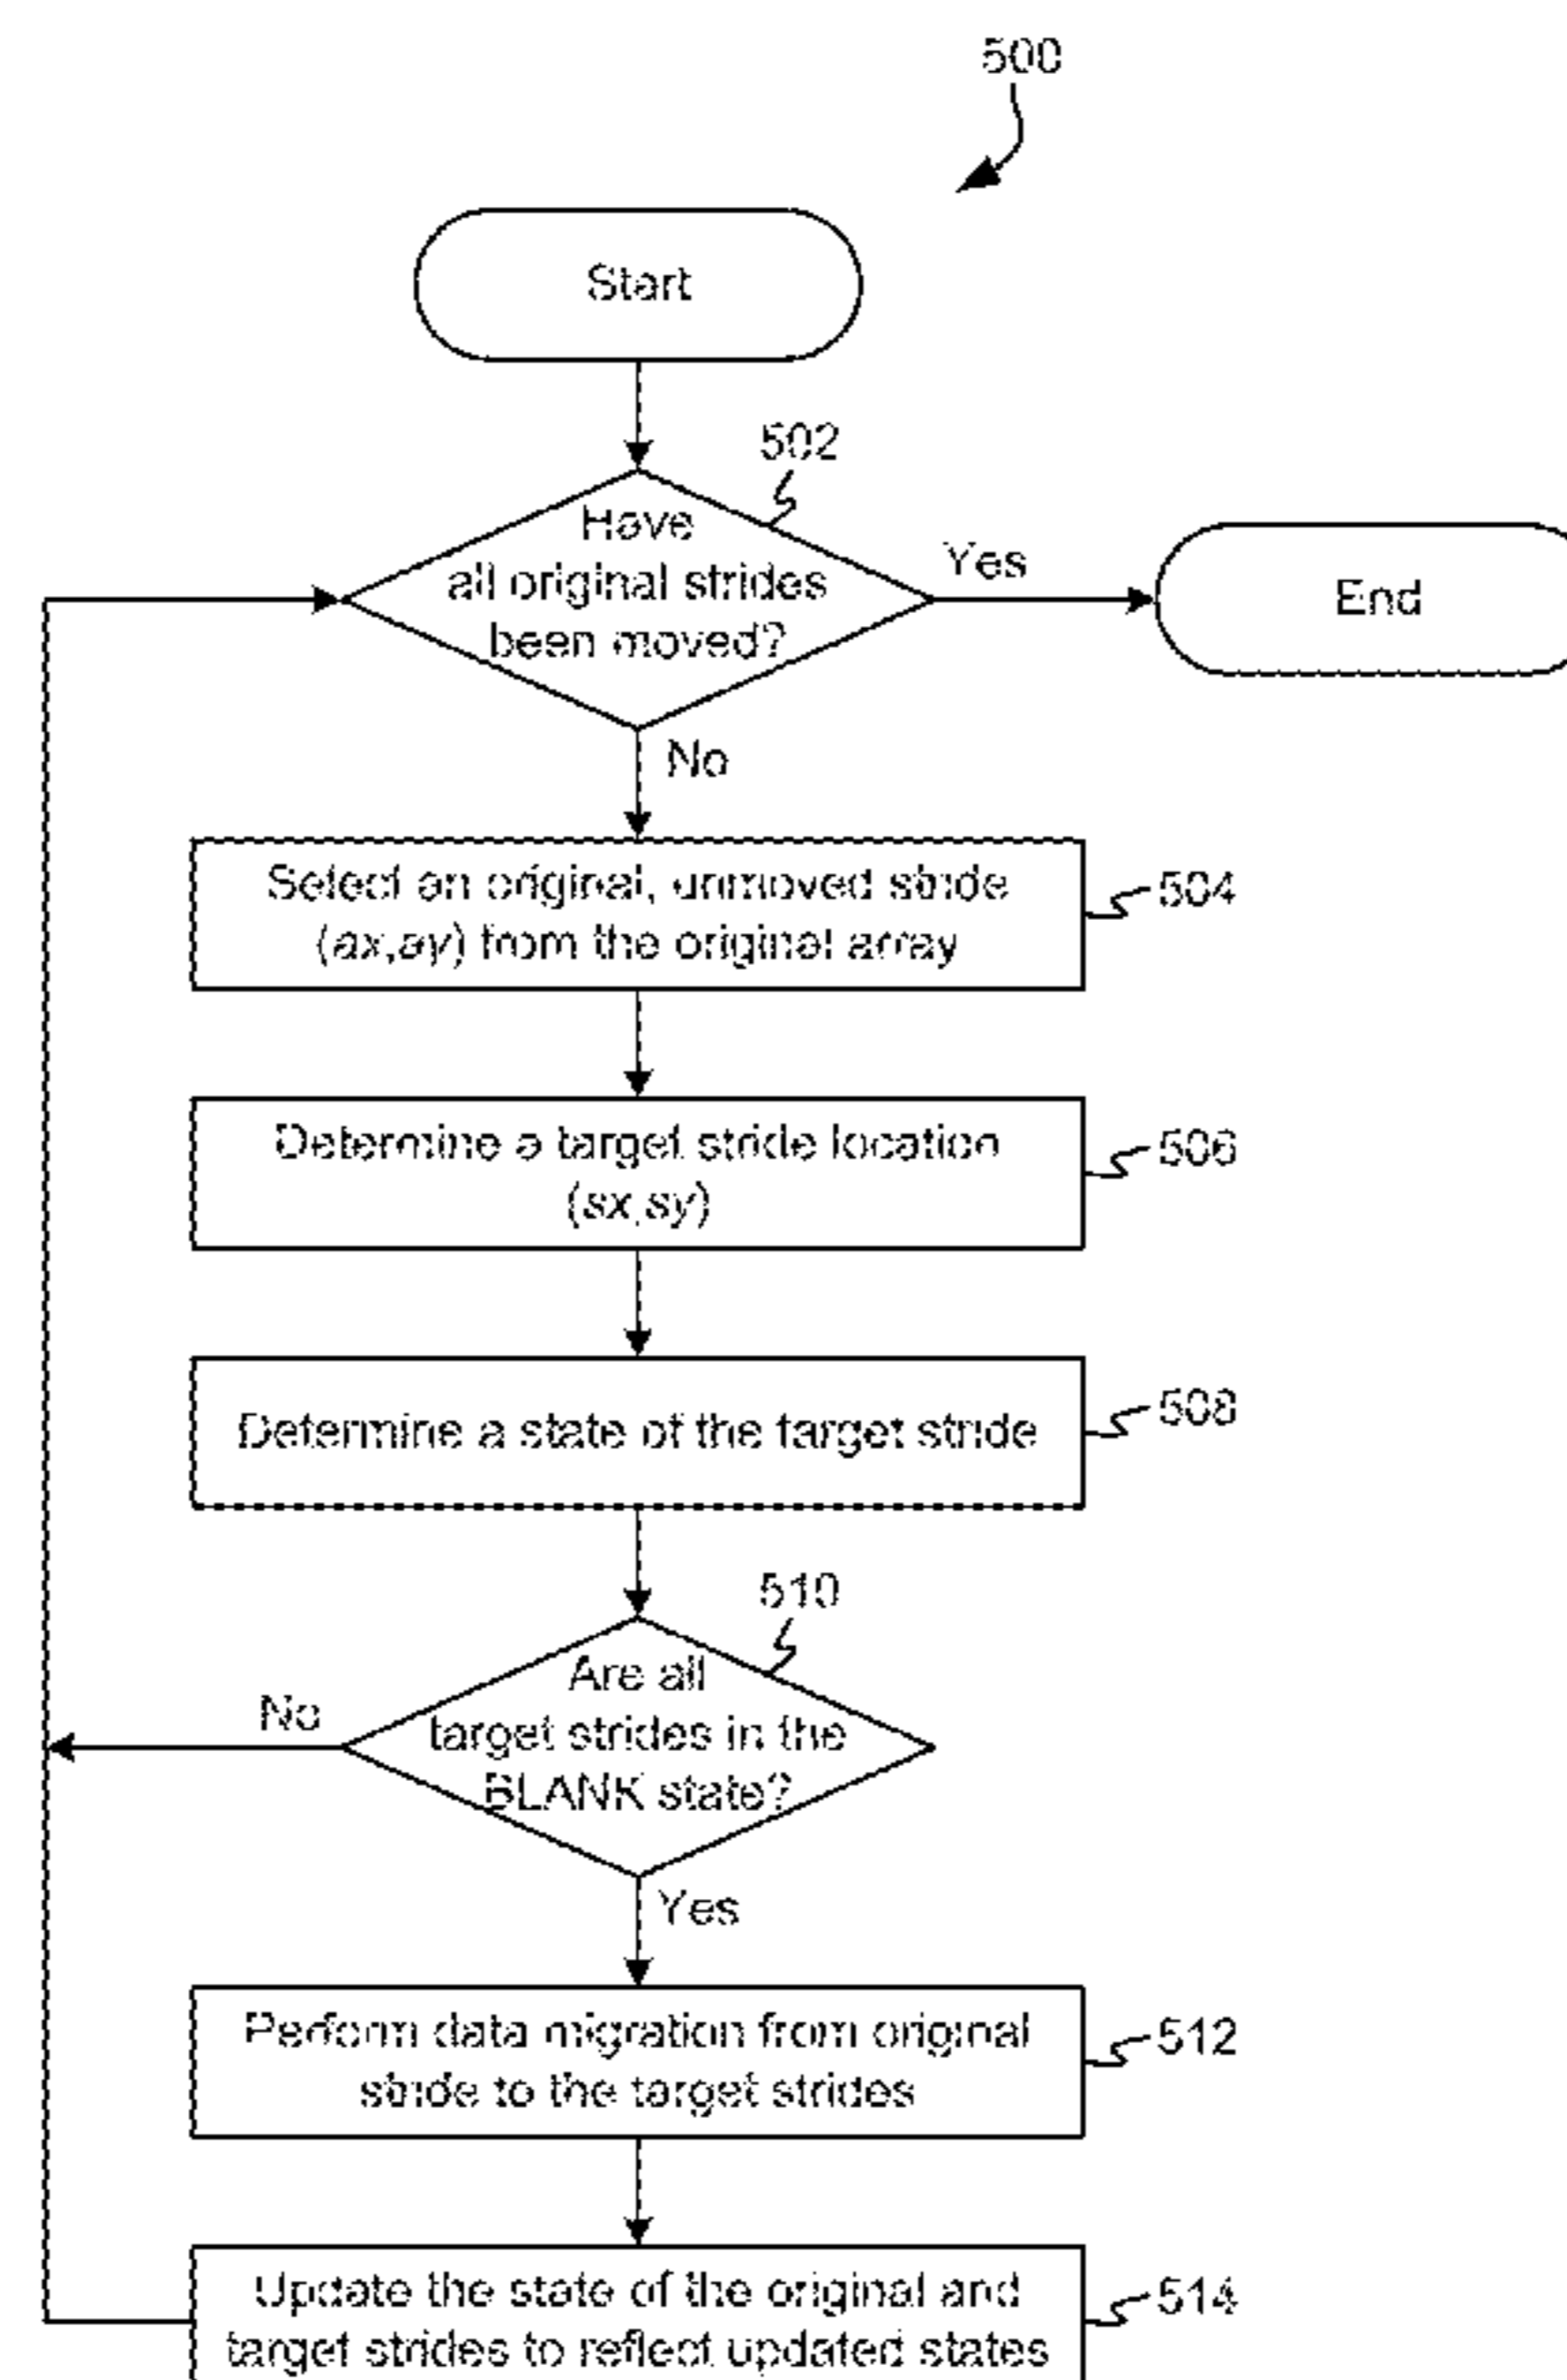 500
Start
502
Have
all original strides
been moved?
Yes
End
No
Select an original, unmoved stride
(ax,ay) from the original array
504
Determine a target stride location
(sx,sy)
506
Determine a state of the target stride
508
510
Are all
target strides in the
BLANK state?
No
Yes
Perform data migration from original
stride to the target strides
512
Update the state of the original and
target strides to reflect updated states
514